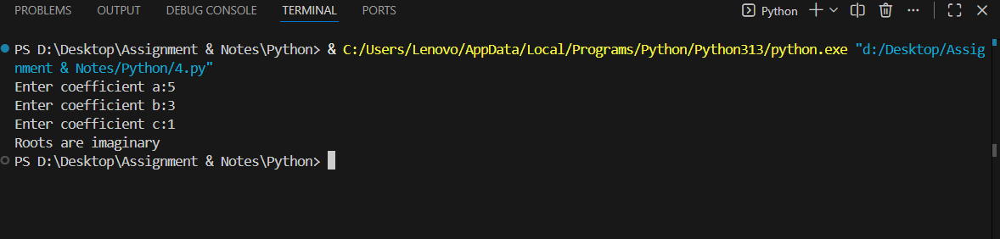 PROBLEMS OUTPUT DEBUG CONSOLE TERMINAL PORTS Python
PS D:\Desktop\Assignment & Notes\Python> & C:/Users/Lenovo/AppData/Local/Programs/Python/Python313/python.exe "d:/Desktop/Assig
nment & Notes/Python/4.py"
Enter coefficient a:5
Enter coefficient b:3
Enter coefficient c:1
Roots are imaginary
PS D:\Desktop\Assignment & Notes\Python>